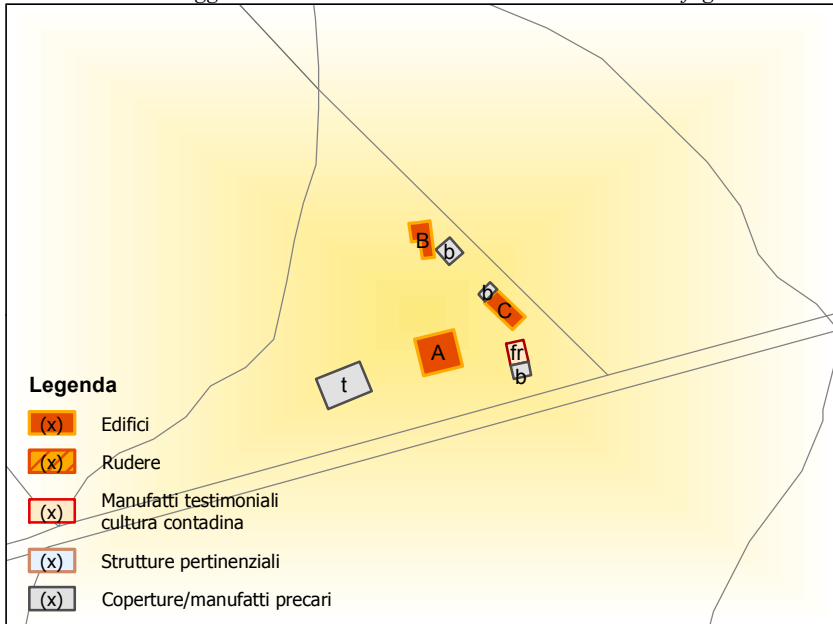 B
b
b
C
A
fr
b
t
Legenda
(x) Edifici
(x) Rudere
(x) Manufatti testimoniali
cultura contadina
(x) Strutture pertinenziali
(x) Coperture/manufatti precari